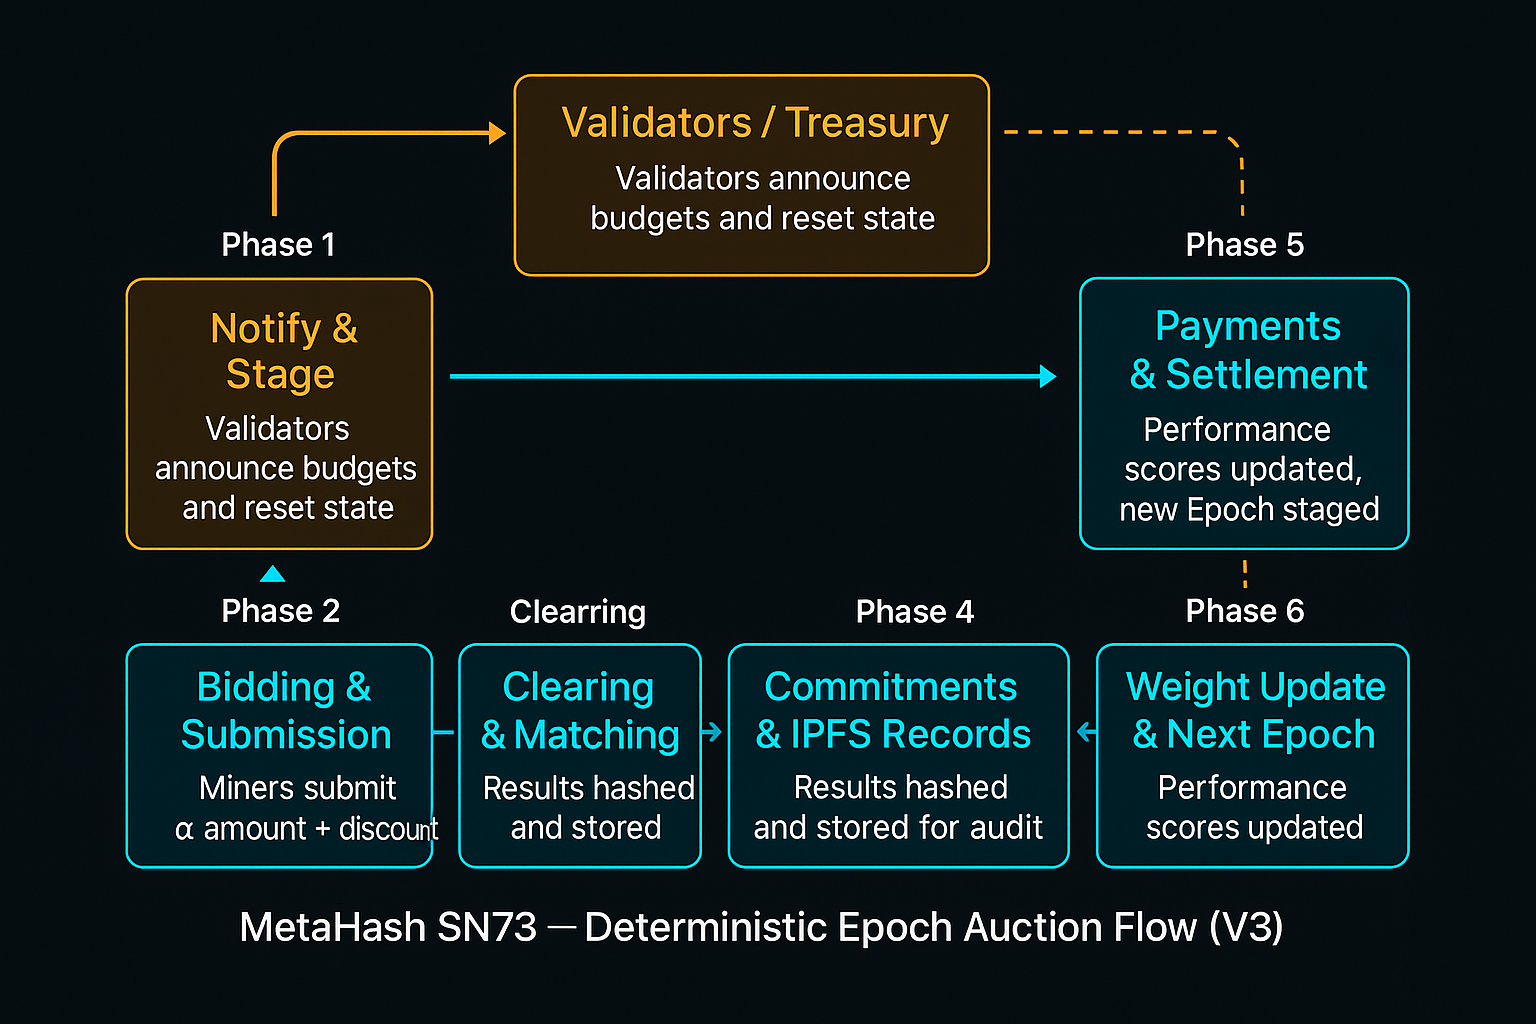 Validators / Treasury
Validators announce
budgets and reset state
Phase 1
Notify &
Stage
Validators
announce budgets
and reset state
Phase 5
Payments
& Settlement
Performance
scores updated,
new Epoch staged
Phase 2
Bidding &
Submission
Miners submit
α amount + discount
Clearring
Clearing
& Matching
Results hashed
and stored
Phase 4
Commitments
& IPFS Records
Results hashed
and stored for audit
Phase 6
Weight Update
& Next Epoch
Performance
scores updated
MetaHash SN73 — Deterministic Epoch Auction Flow (V3)